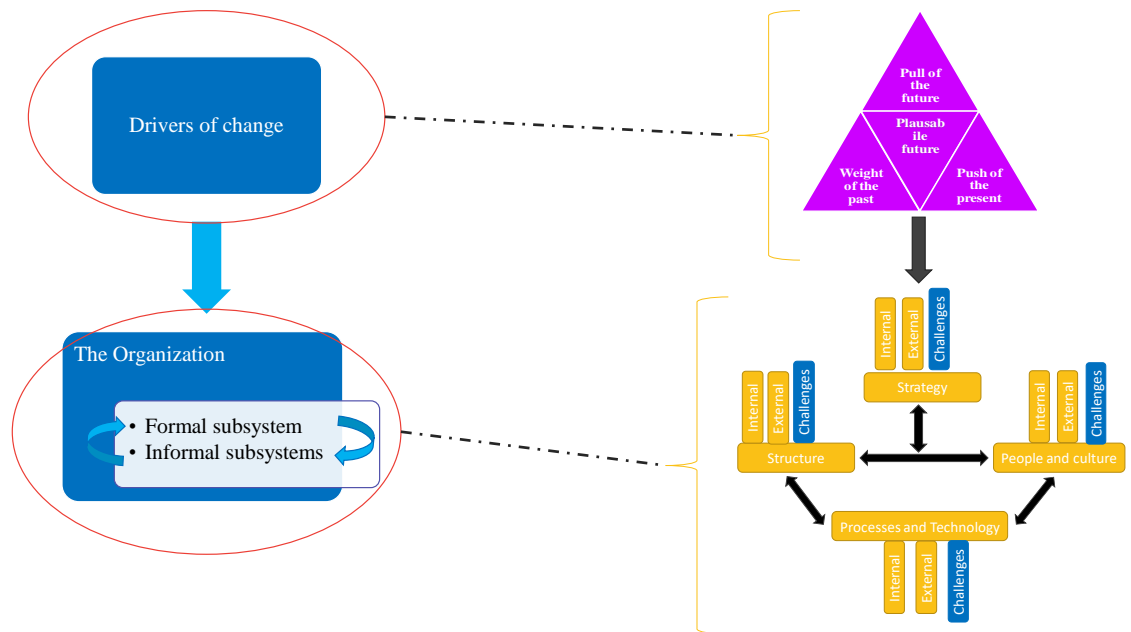 Drivers of change
The Organization
• Formal subsystem
• Informal subsystems
Pull of
the
future
Plausab
ile
future
Weight
of the
past
Push of
the
present
Internal
External
Challenges
Strategy
Internal
External
Challenges
Structure
Internal
External
Challenges
People and culture
Processes and Technology
Internal
External
Challenges